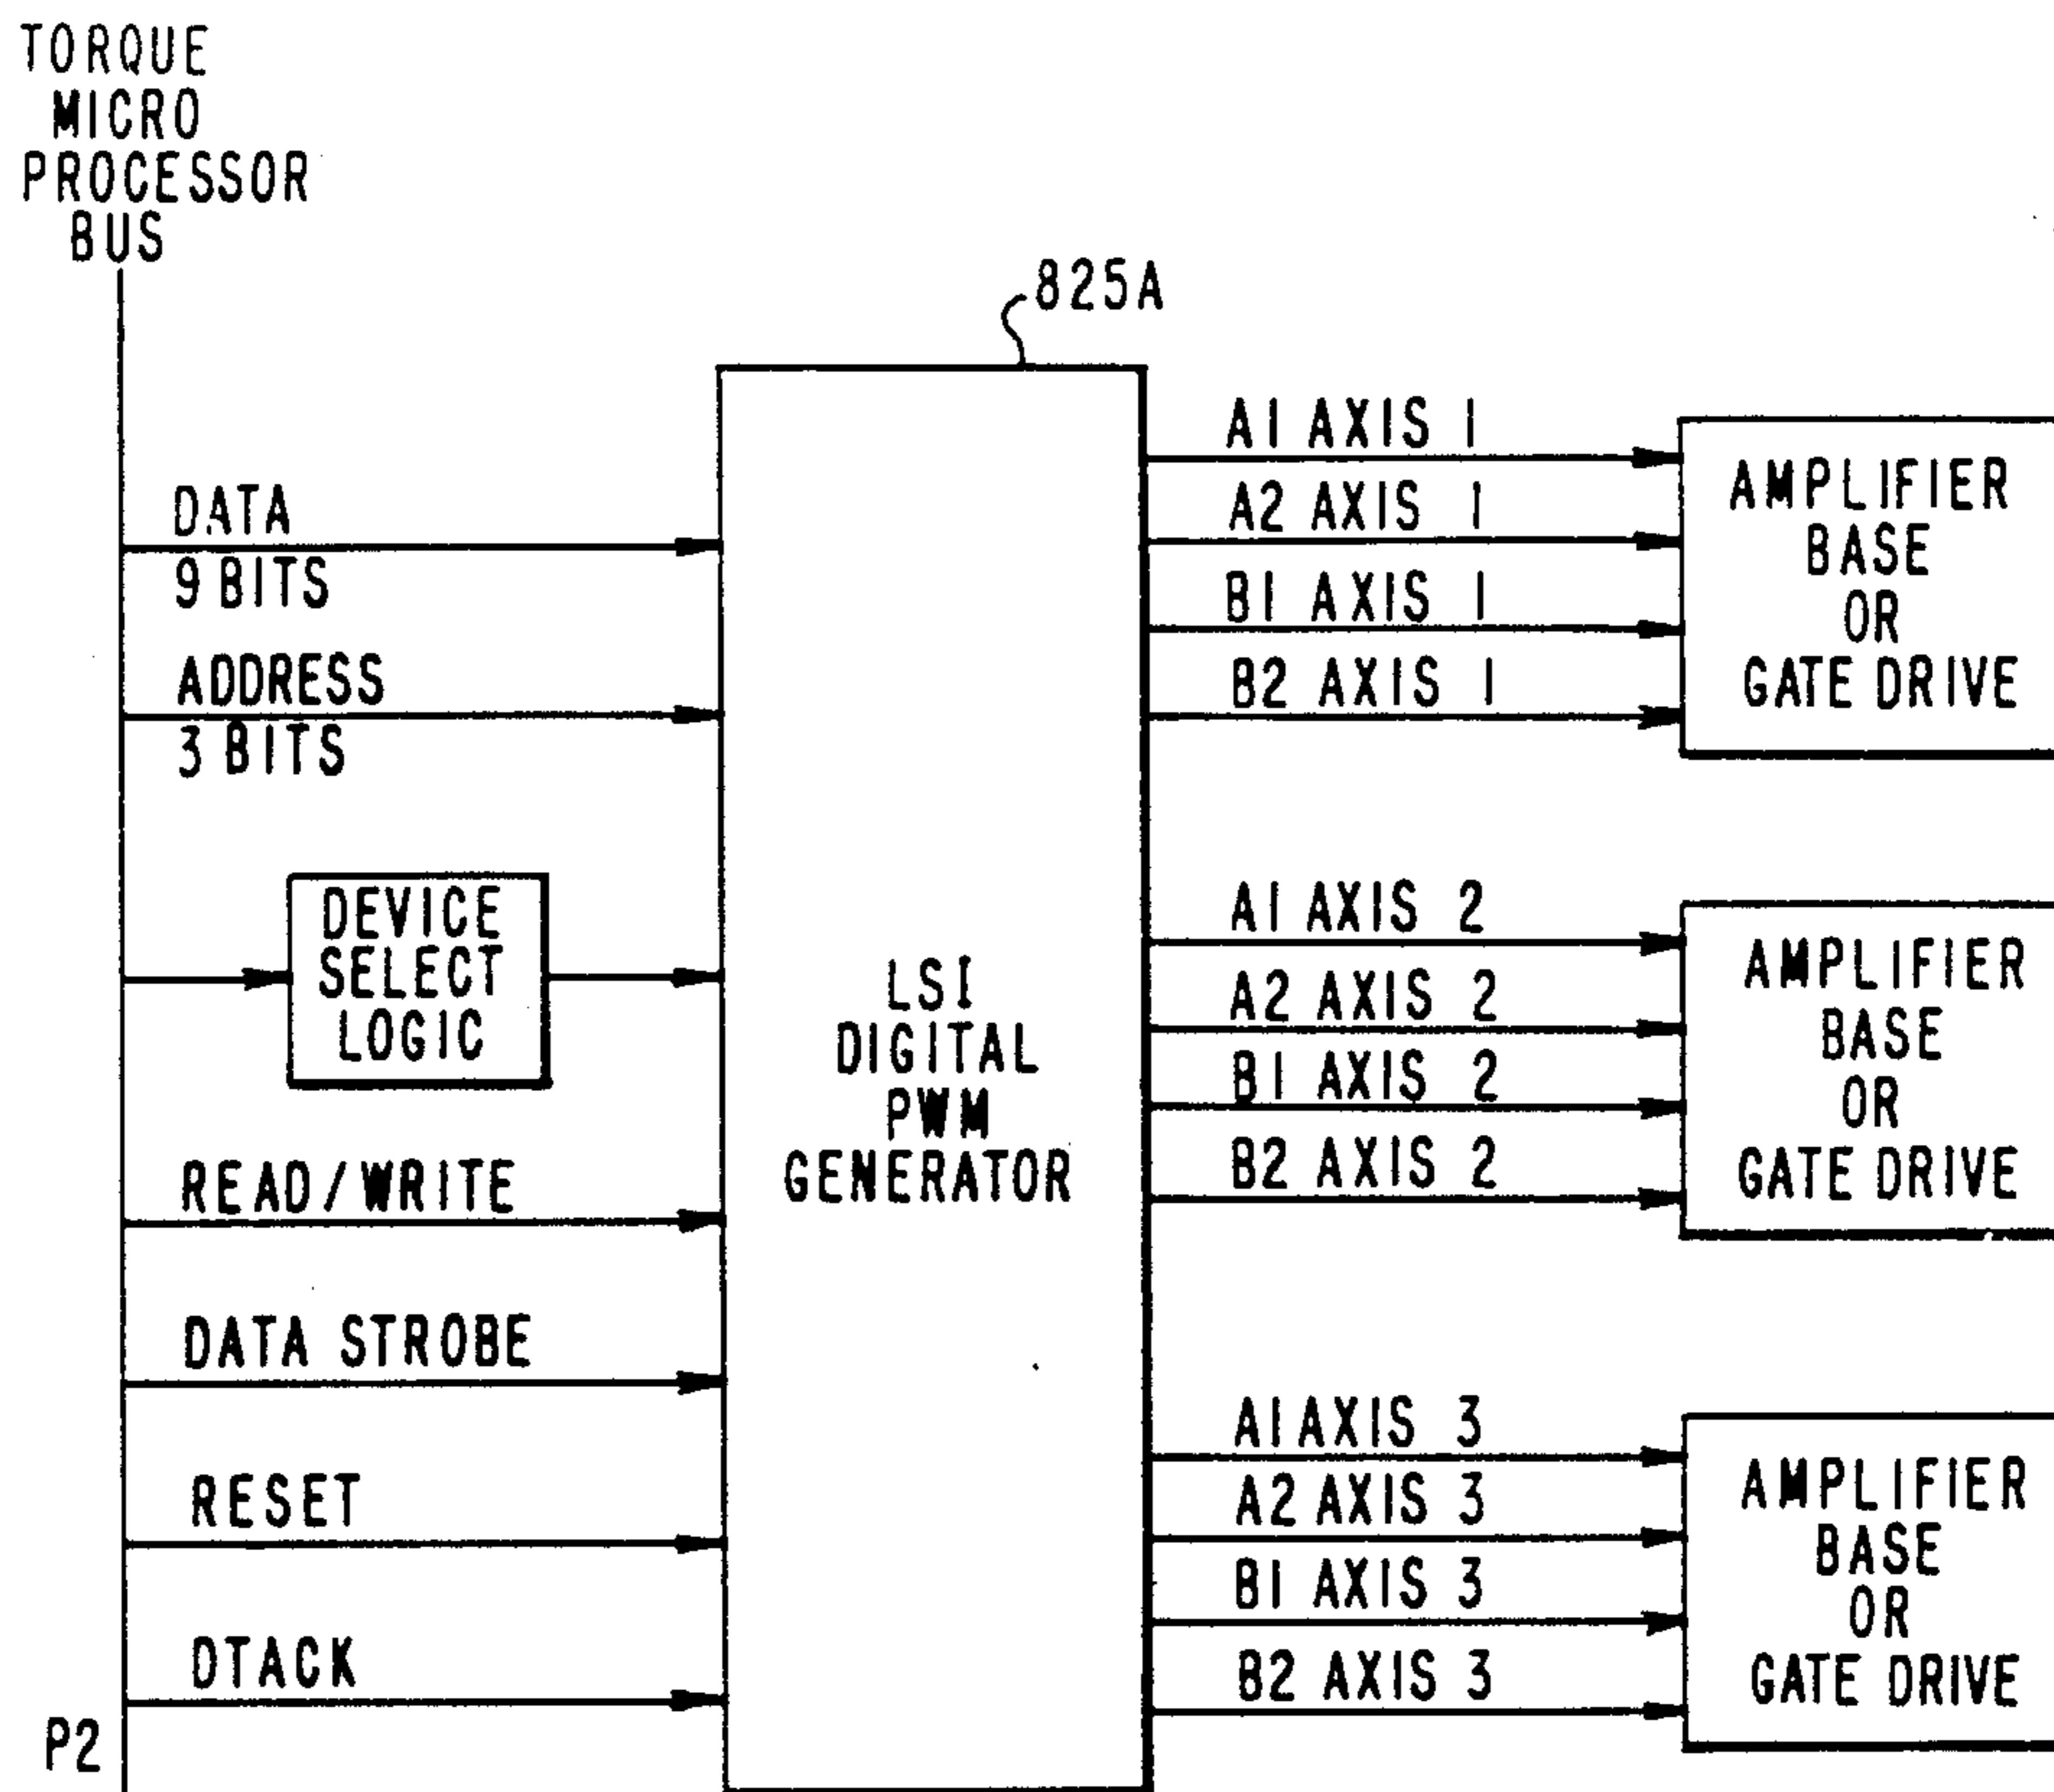 TORQUE
MICRO
PROCESSOR
BUS
825A
DATA
9 BITS
ADDRESS
3 BITS
DEVICE
SELECT
LOGIC
READ/WRITE
DATA STROBE
RESET
DTACK
P2
LSI
DIGITAL
PWM
GENERATOR
A1 AXIS 1
A2 AXIS 1
B1 AXIS 1
B2 AXIS 1
AMPLIFIER
BASE
OR
GATE DRIVE
A1 AXIS 2
A2 AXIS 2
B1 AXIS 2
B2 AXIS 2
AMPLIFIER
BASE
OR
GATE DRIVE
A1 AXIS 3
A2 AXIS 3
B1 AXIS 3
B2 AXIS 3
AMPLIFIER
BASE
OR
GATE DRIVE